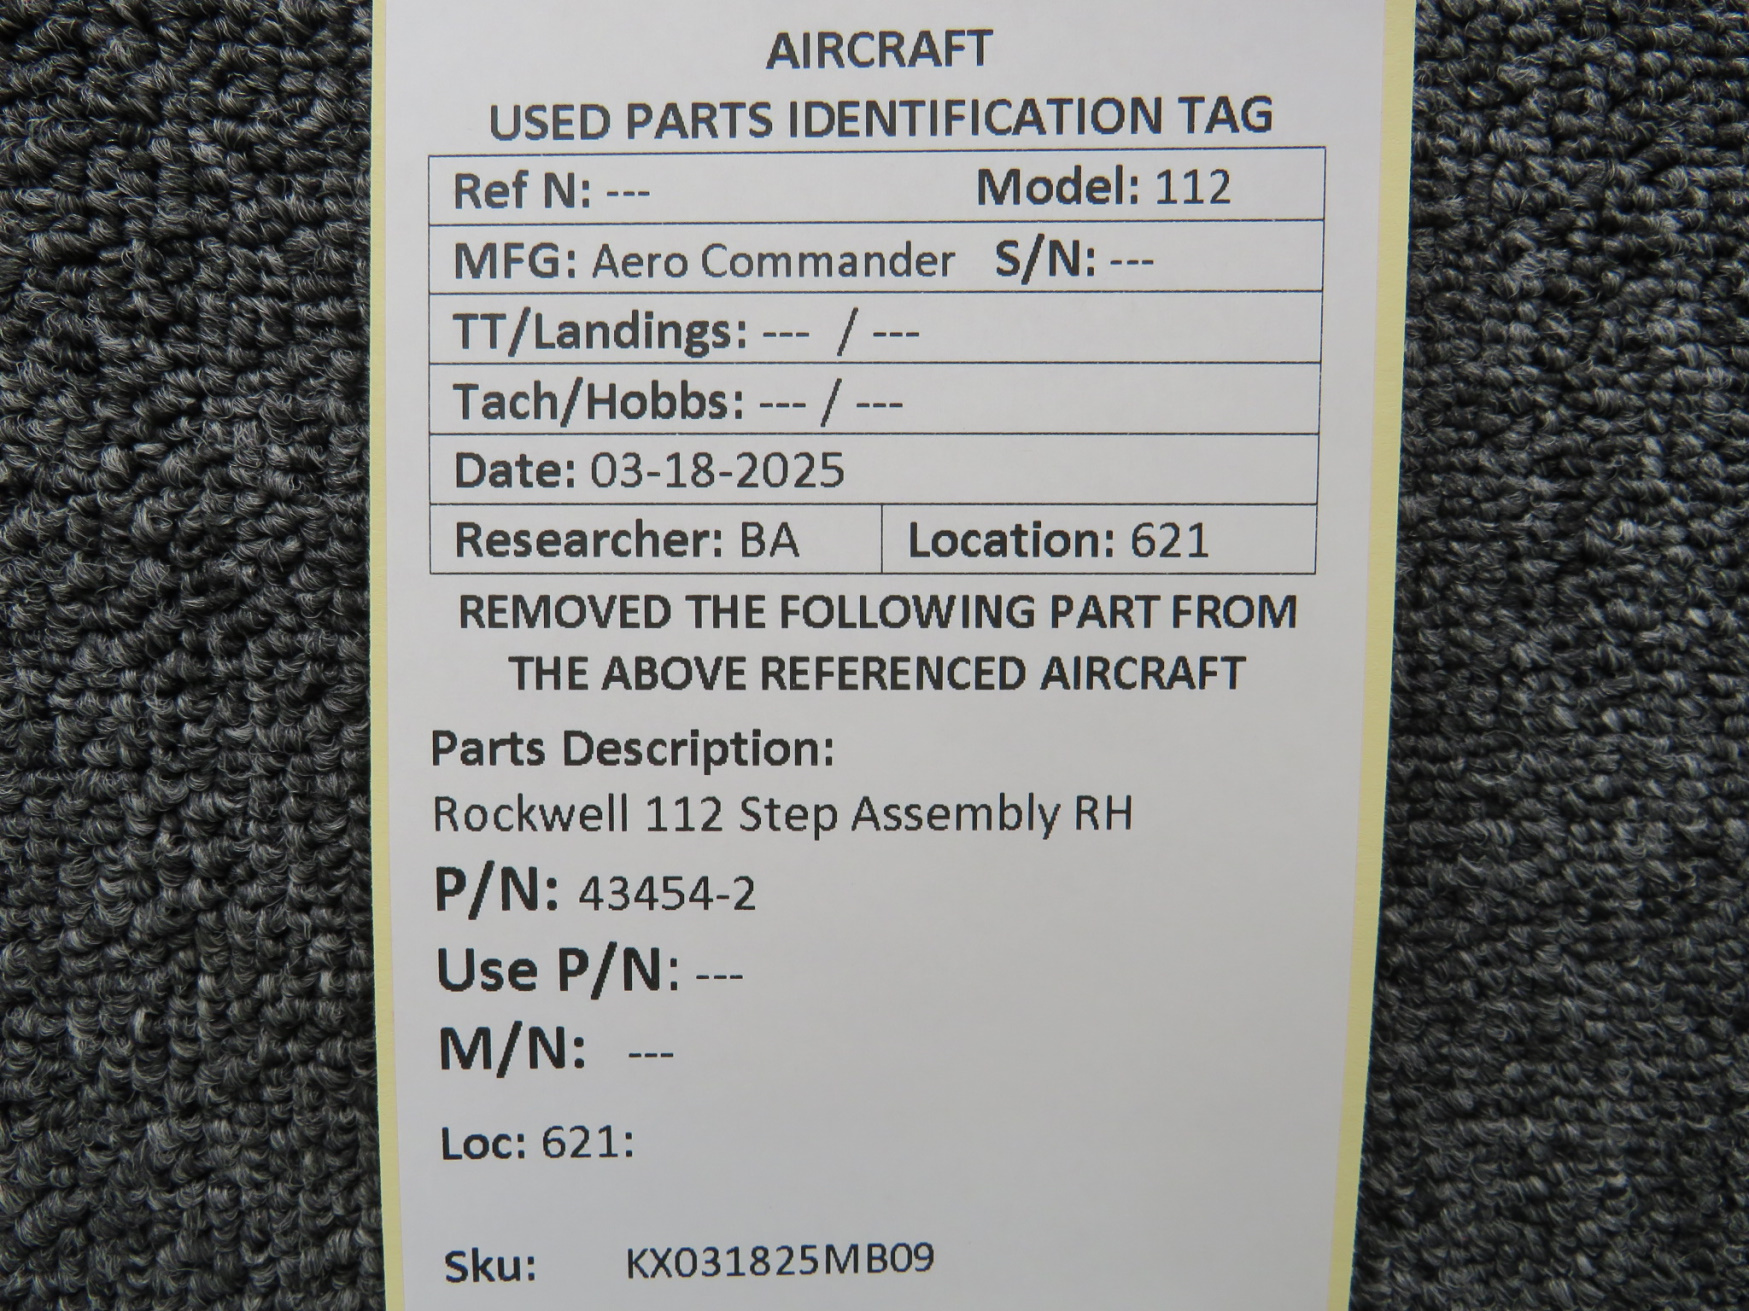 AIRCRAFT
USED PARTS IDENTIFICATION TAG
Ref N: --- Model: 112
MFG: Aero Commander S/N: ---
TT/Landings: --- / ---
Tach/Hobbs: --- / ---
Date: 03-18-2025
Researcher: BA Location: 621
REMOVED THE FOLLOWING PART FROM
THE ABOVE REFERENCED AIRCRAFT
Parts Description:
Rockwell 112 Step Assembly RH
P/N: 43454-2
Use P/N: ---
M/N: ---
Loc: 621:
Sku: KX031825MB09